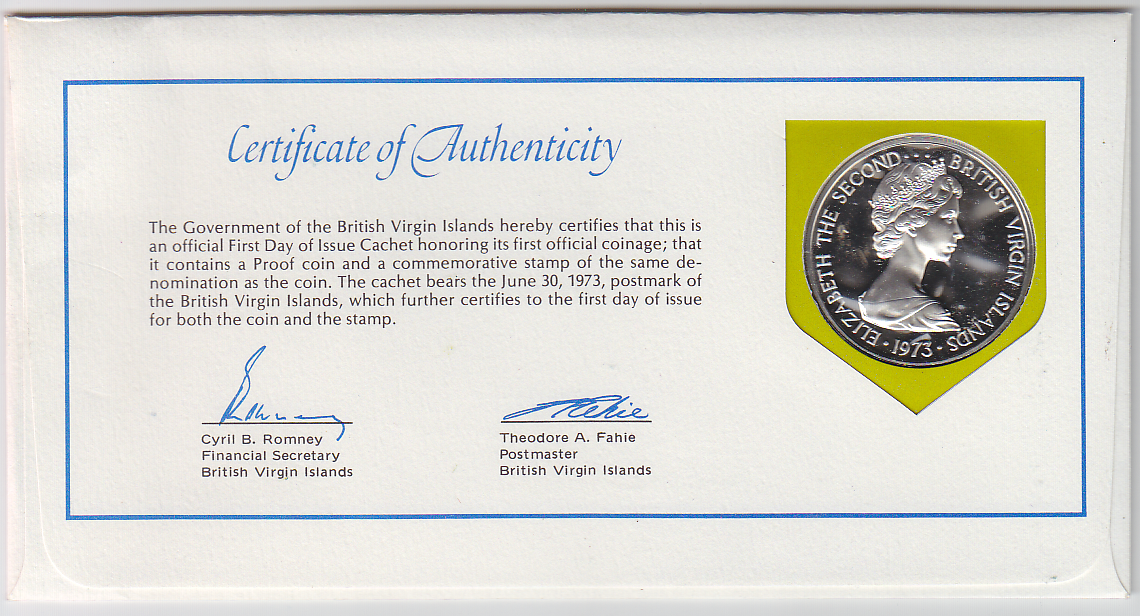 Certificate of Authenticity
The Government of the British Virgin Islands hereby certifies that this is
an official First Day of Issue Cachet honoring its first official coinage; that
it contains a Proof coin and a commemorative stamp of the same de-
nomination as the coin. The cachet bears the June 30, 1973, postmark of
the British Virgin Islands, which further certifies to the first day of issue
for both the coin and the stamp.
Romney
Cyril B. Romney
Financial Secretary
British Virgin Islands
TAFahie
Theodore A. Fahie
Postmaster
British Virgin Islands
ELIZABETH THE SECOND · · · BRITISH VIRGIN ISLANDS · 1973 ·